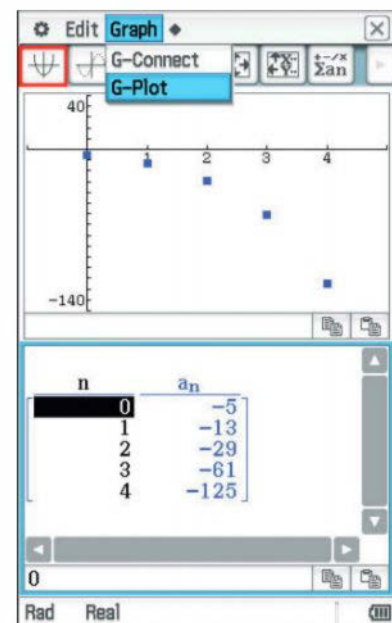 Edit Graph
G-Connect
G-Plot
Σan
40
1 2 3 4
-140
n an
0 -5
1 -13
2 -29
3 -61
4 -125
0
Rad Real